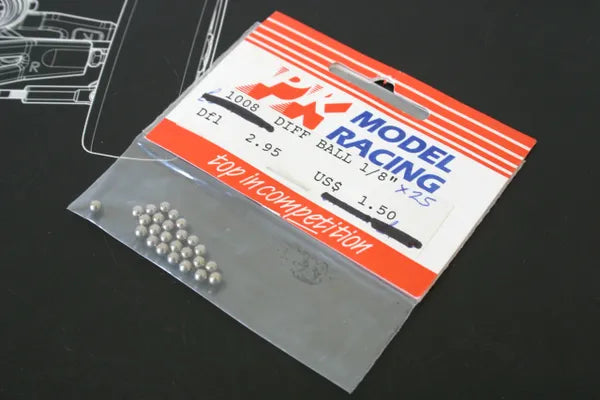 PK MODEL
RACING
1008 DIFF BALL 1/8" x25
Dfl 2.95 US$ 1.50
top in competition
R